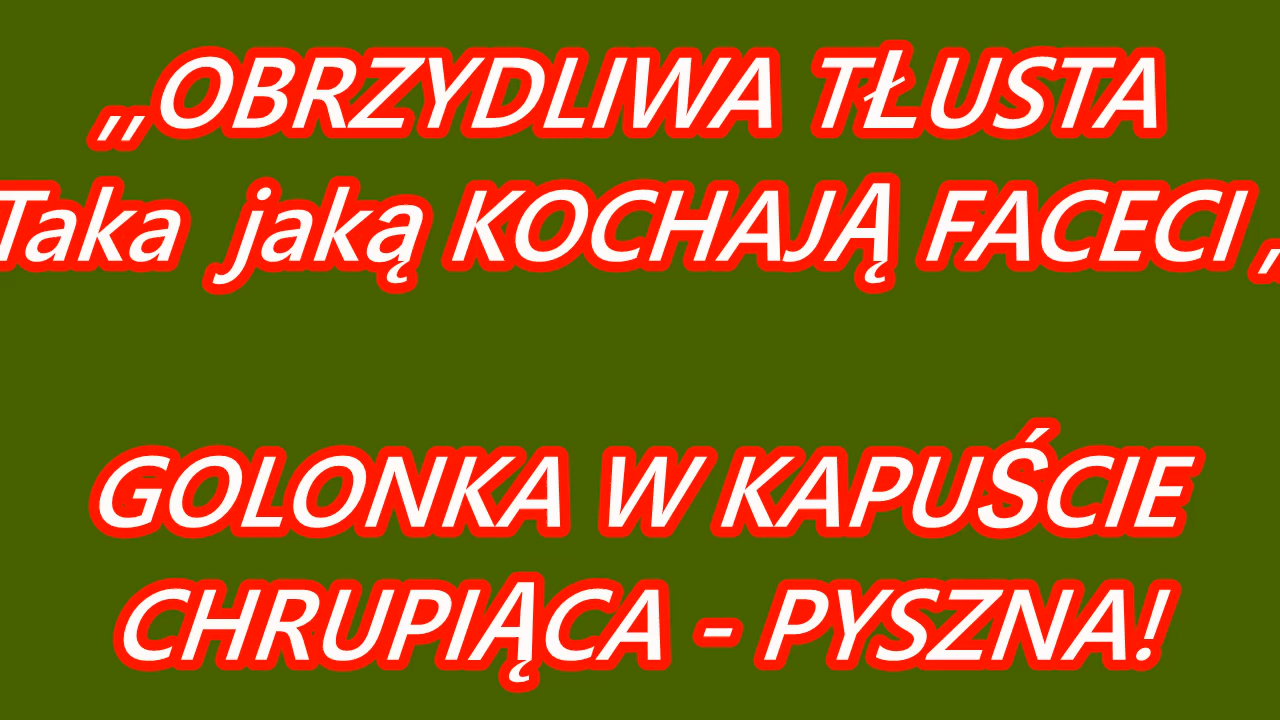 ,,OBRZYDLIWA TŁUSTA
Taka jaką KOCHAJĄ FACECI ,
GOLONKA W KAPUŚCIE
CHRUPIĄCA - PYSZNA!